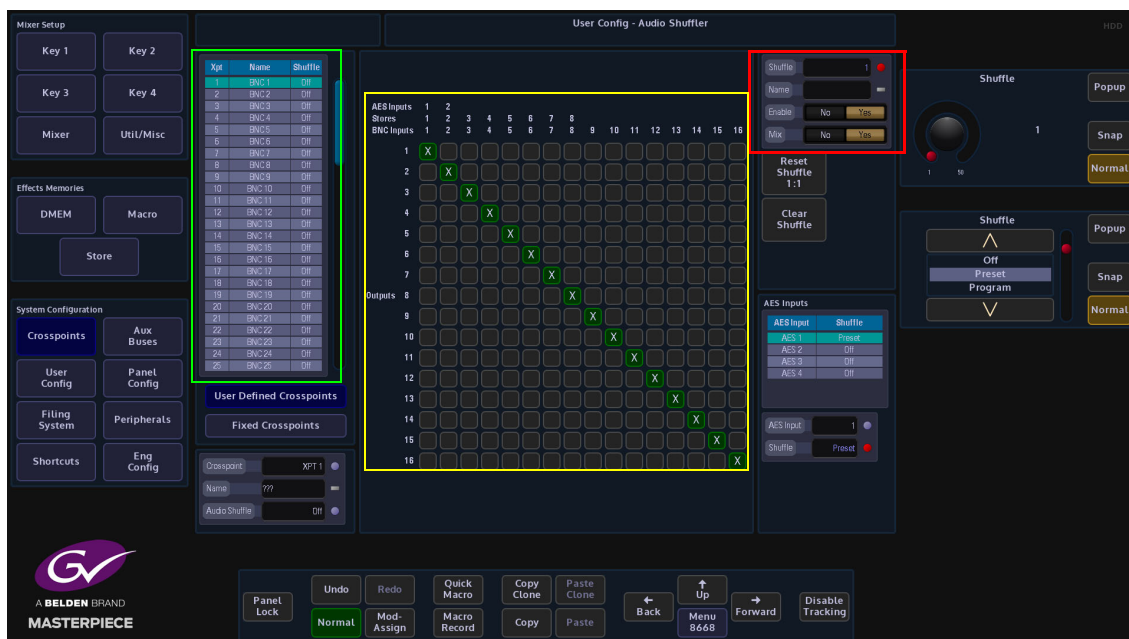 User Config - Audio Shuffler
HDD
Mixer Setup
Key 1
Key 2
Key 3
Key 4
Mixer
Util/Misc
Effects Memories
DMEM
Macro
Store
System Configuration
Crosspoints
Aux
Buses
User
Config
Panel
Config
Filing
System
Peripherals
Shortcuts
Eng
Config
Xpt Name Shuffle
1 BNC 1 Off
2 BNC 2 Off
3 BNC 3 Off
4 BNC 4 Off
5 BNC 5 Off
6 BNC 6 Off
7 BNC 7 Off
8 BNC 8 Off
9 BNC 9 Off
10 BNC 10 Off
11 BNC 11 Off
12 BNC 12 Off
13 BNC 13 Off
14 BNC 14 Off
15 BNC 15 Off
16 BNC 16 Off
17 BNC 17 Off
18 BNC 18 Off
19 BNC 19 Off
20 BNC 20 Off
21 BNC 21 Off
22 BNC 22 Off
23 BNC 23 Off
24 BNC 24 Off
25 BNC 25 Off
User Defined Crosspoints
Fixed Crosspoints
Crosspoint XPT 1
Name ???
Audio Shuffle Off
AES Inputs 1 2
Stores 1 2 3 4 5 6 7 8
BNC Inputs 1 2 3 4 5 6 7 8 9 10 11 12 13 14 15 16
1 X
2 X
3 X
4 X
5 X
6 X
7 X
Outputs 8 X
9 X
10 X
11 X
12 X
13 X
14 X
15 X
16 X
Shuffle 1
Name
Enable No Yes
Mix No Yes
Reset
Shuffle
1:1
Clear
Shuffle
AES Inputs
AES Input Shuffle
AES 1 Preset
AES 2 Off
AES 3 Off
AES 4 Off
AES Input 1
Shuffle Preset
Shuffle
1
1 50
Popup
Snap
Normal
Shuffle
Off
Preset
Program
Popup
Snap
Normal
GV
A BELDEN BRAND
MASTERPIECE
Panel
Lock
Undo
Redo
Normal
Mod-
Assign
Quick
Macro
Macro
Record
Copy
Clone
Paste
Clone
Copy
Paste
Back
Up
Menu
8668
Forward
Disable
Tracking